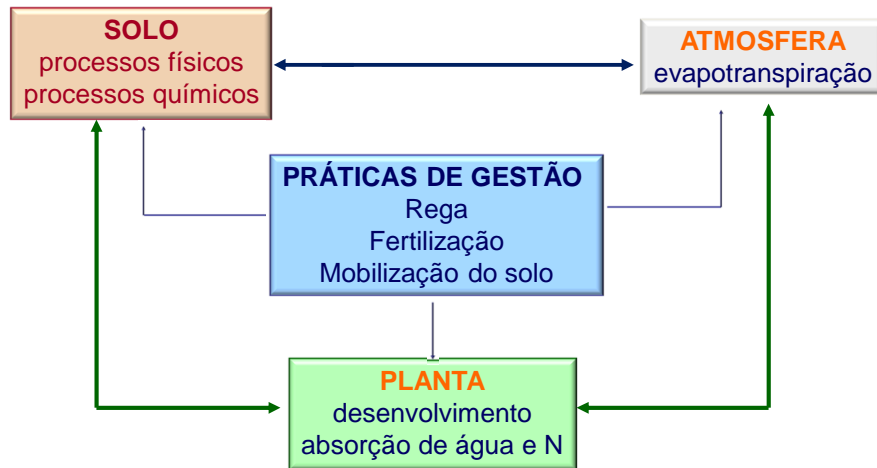 SOLO
processos físicos
processos químicos
ATMOSFERA
evapotranspiração
PRÁTICAS DE GESTÃO
Rega
Fertilização
Mobilização do solo
PLANTA
desenvolvimento
absorção de água e N